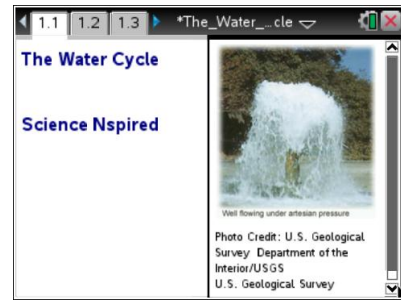 1.1 1.2 1.3 *The_Water_...cle
The Water Cycle
Science Nspired
Well flowing under artesian pressure
Photo Credit: U.S. Geological
Survey Department of the
Interior/USGS
U.S. Geological Survey